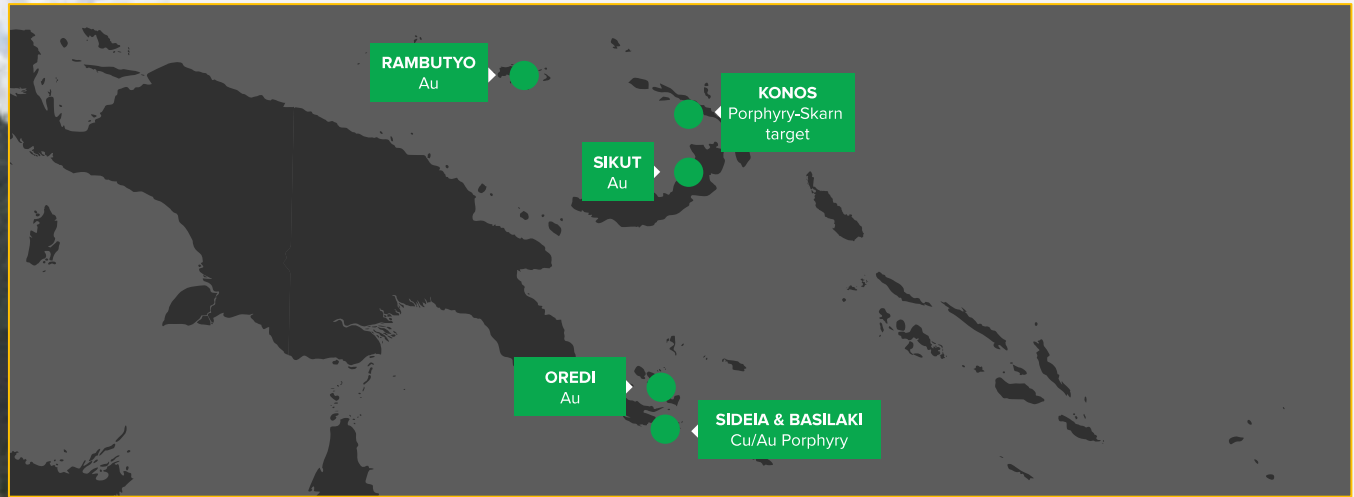 RAMBUTYO
Au
KONOS
Porphyry-Skarn
target
SIKUT
Au
OREDI
Au
SIDEIA & BASILAKI
Cu/Au Porphyry